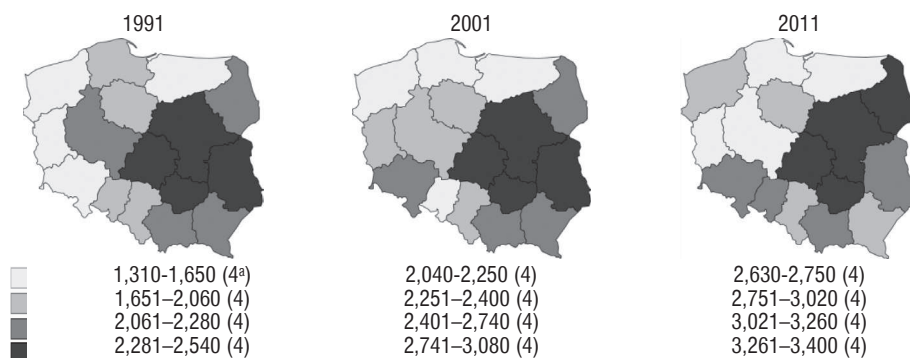 1991 2001 2011
1,310-1,650 (4ª) 2,040-2,250 (4) 2,630-2,750 (4)
1,651–2,060 (4) 2,251–2,400 (4) 2,751–3,020 (4)
2,061–2,280 (4) 2,401–2,740 (4) 3,021–3,260 (4)
2,281–2,540 (4) 2,741–3,080 (4) 3,261–3,400 (4)